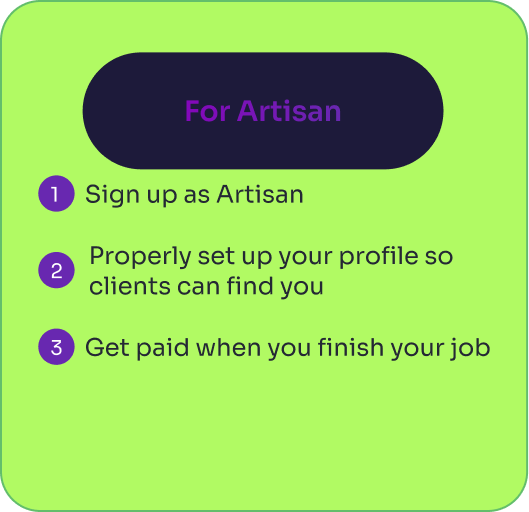 For Artisan
1 Sign up as Artisan
2 Properly set up your profile so
clients can find you
3 Get paid when you finish your job